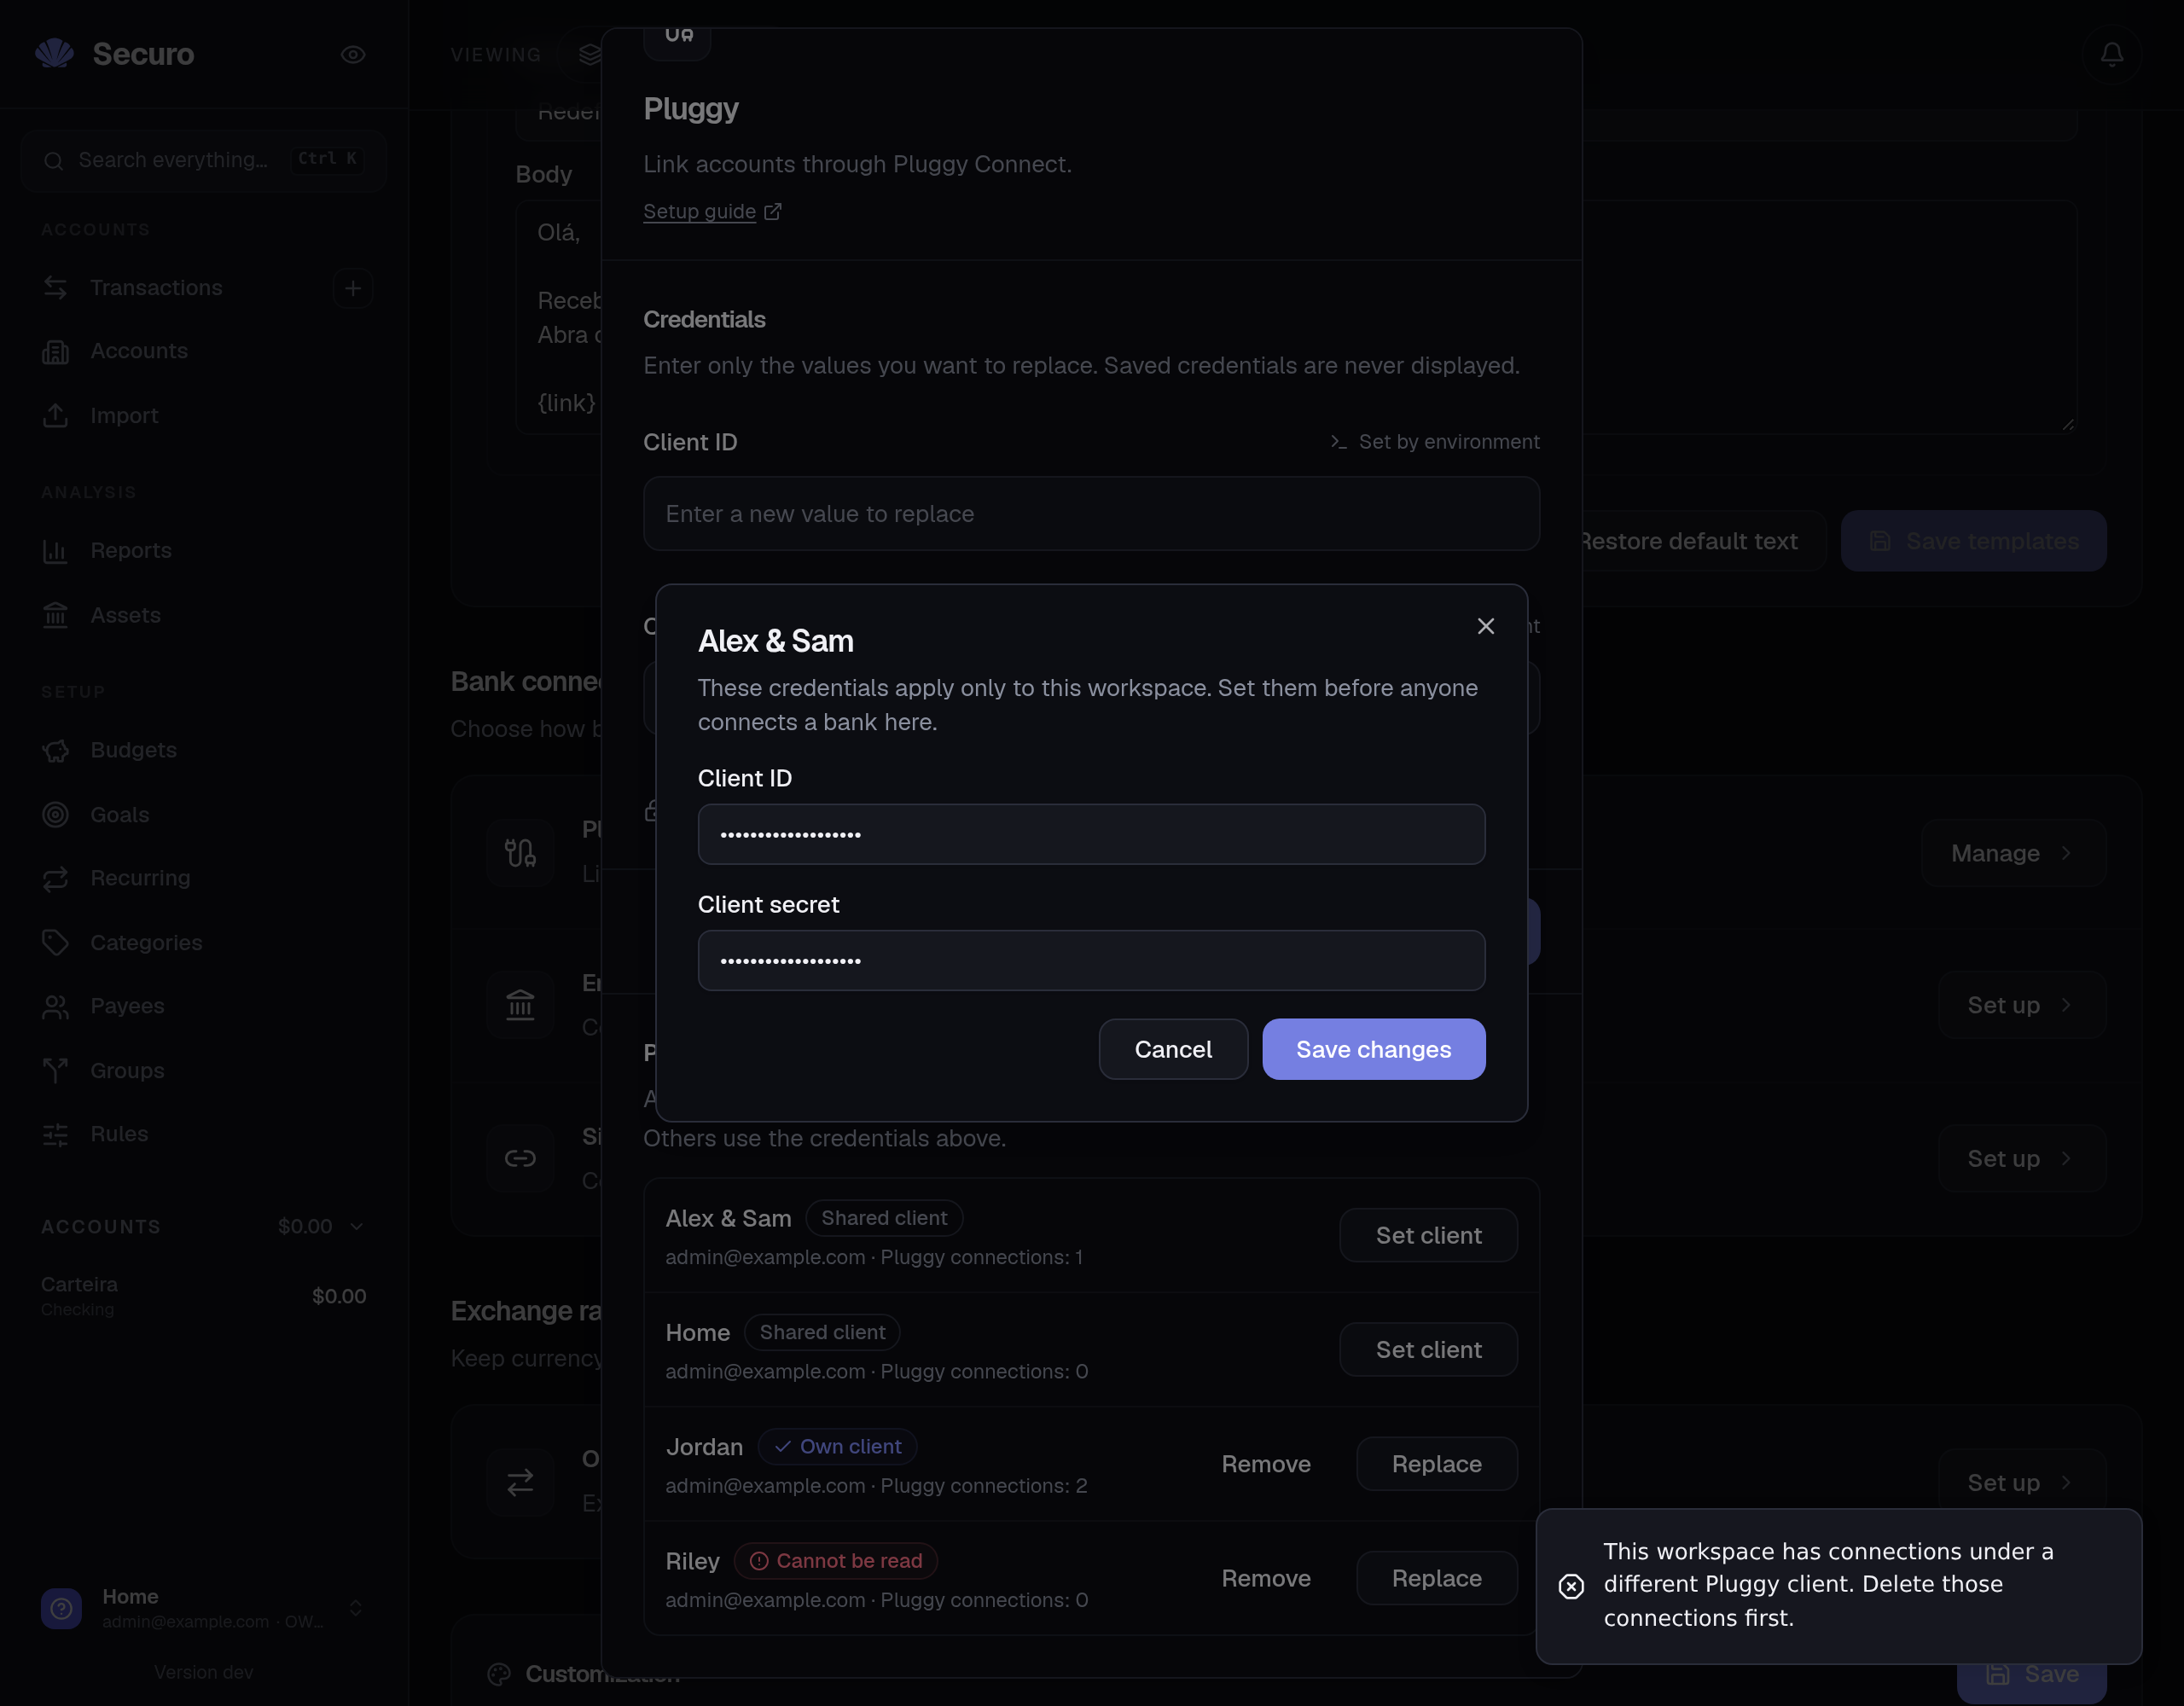 Securo
Search everything...
Ctrl K
ACCOUNTS
Transactions
Accounts
Import
ANALYSIS
Reports
Assets
SETUP
Budgets
Goals
Recurring
Categories
Payees
Groups
Rules
ACCOUNTS
$0.00
Carteira
Checking
$0.00
Home
admin@example.com · OW...
Version dev
VIEWING
Body
Olá,
Abra
{link}
Restore default text
Save templates
Bank
Choose how
Manage
Set up
Set up
Exchange
Keep currency
Set up
Customization
Save
Pluggy
Link accounts through Pluggy Connect.
Setup guide
Credentials
Enter only the values you want to replace. Saved credentials are never displayed.
Client ID
Set by environment
Enter a new value to replace
Others use the credentials above.
Alex & Sam
Shared client
admin@example.com · Pluggy connections: 1
Set client
Home
Shared client
admin@example.com · Pluggy connections: 0
Set client
Jordan
Own client
admin@example.com · Pluggy connections: 2
Remove
Replace
Riley
Cannot be read
admin@example.com · Pluggy connections: 0
Remove
Replace
Alex & Sam
These credentials apply only to this workspace. Set them before anyone
connects a bank here.
Client ID
•••••••••••••••••••
Client secret
•••••••••••••••••••
Cancel
Save changes
This workspace has connections under a
different Pluggy client. Delete those
connections first.